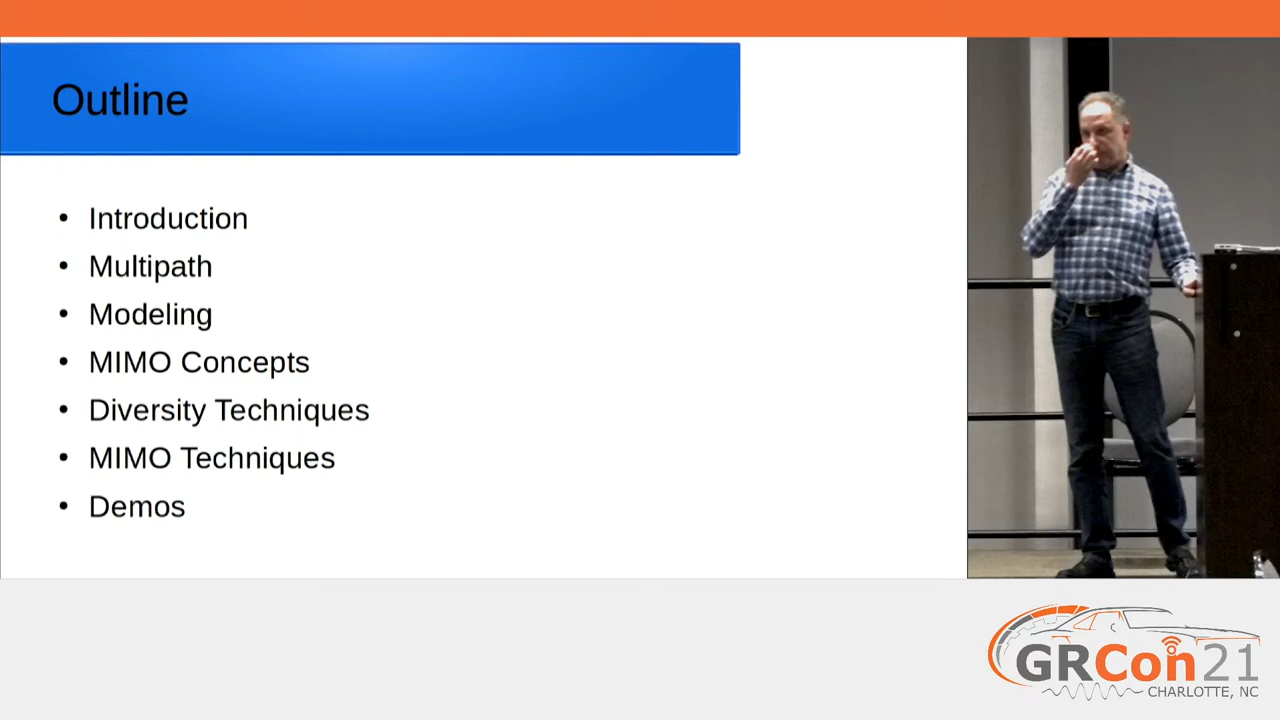 Outline
• Introduction
• Multipath
• Modeling
• MIMO Concepts
• Diversity Techniques
• MIMO Techniques
• Demos
GRCon21
CHARLOTTE, NC